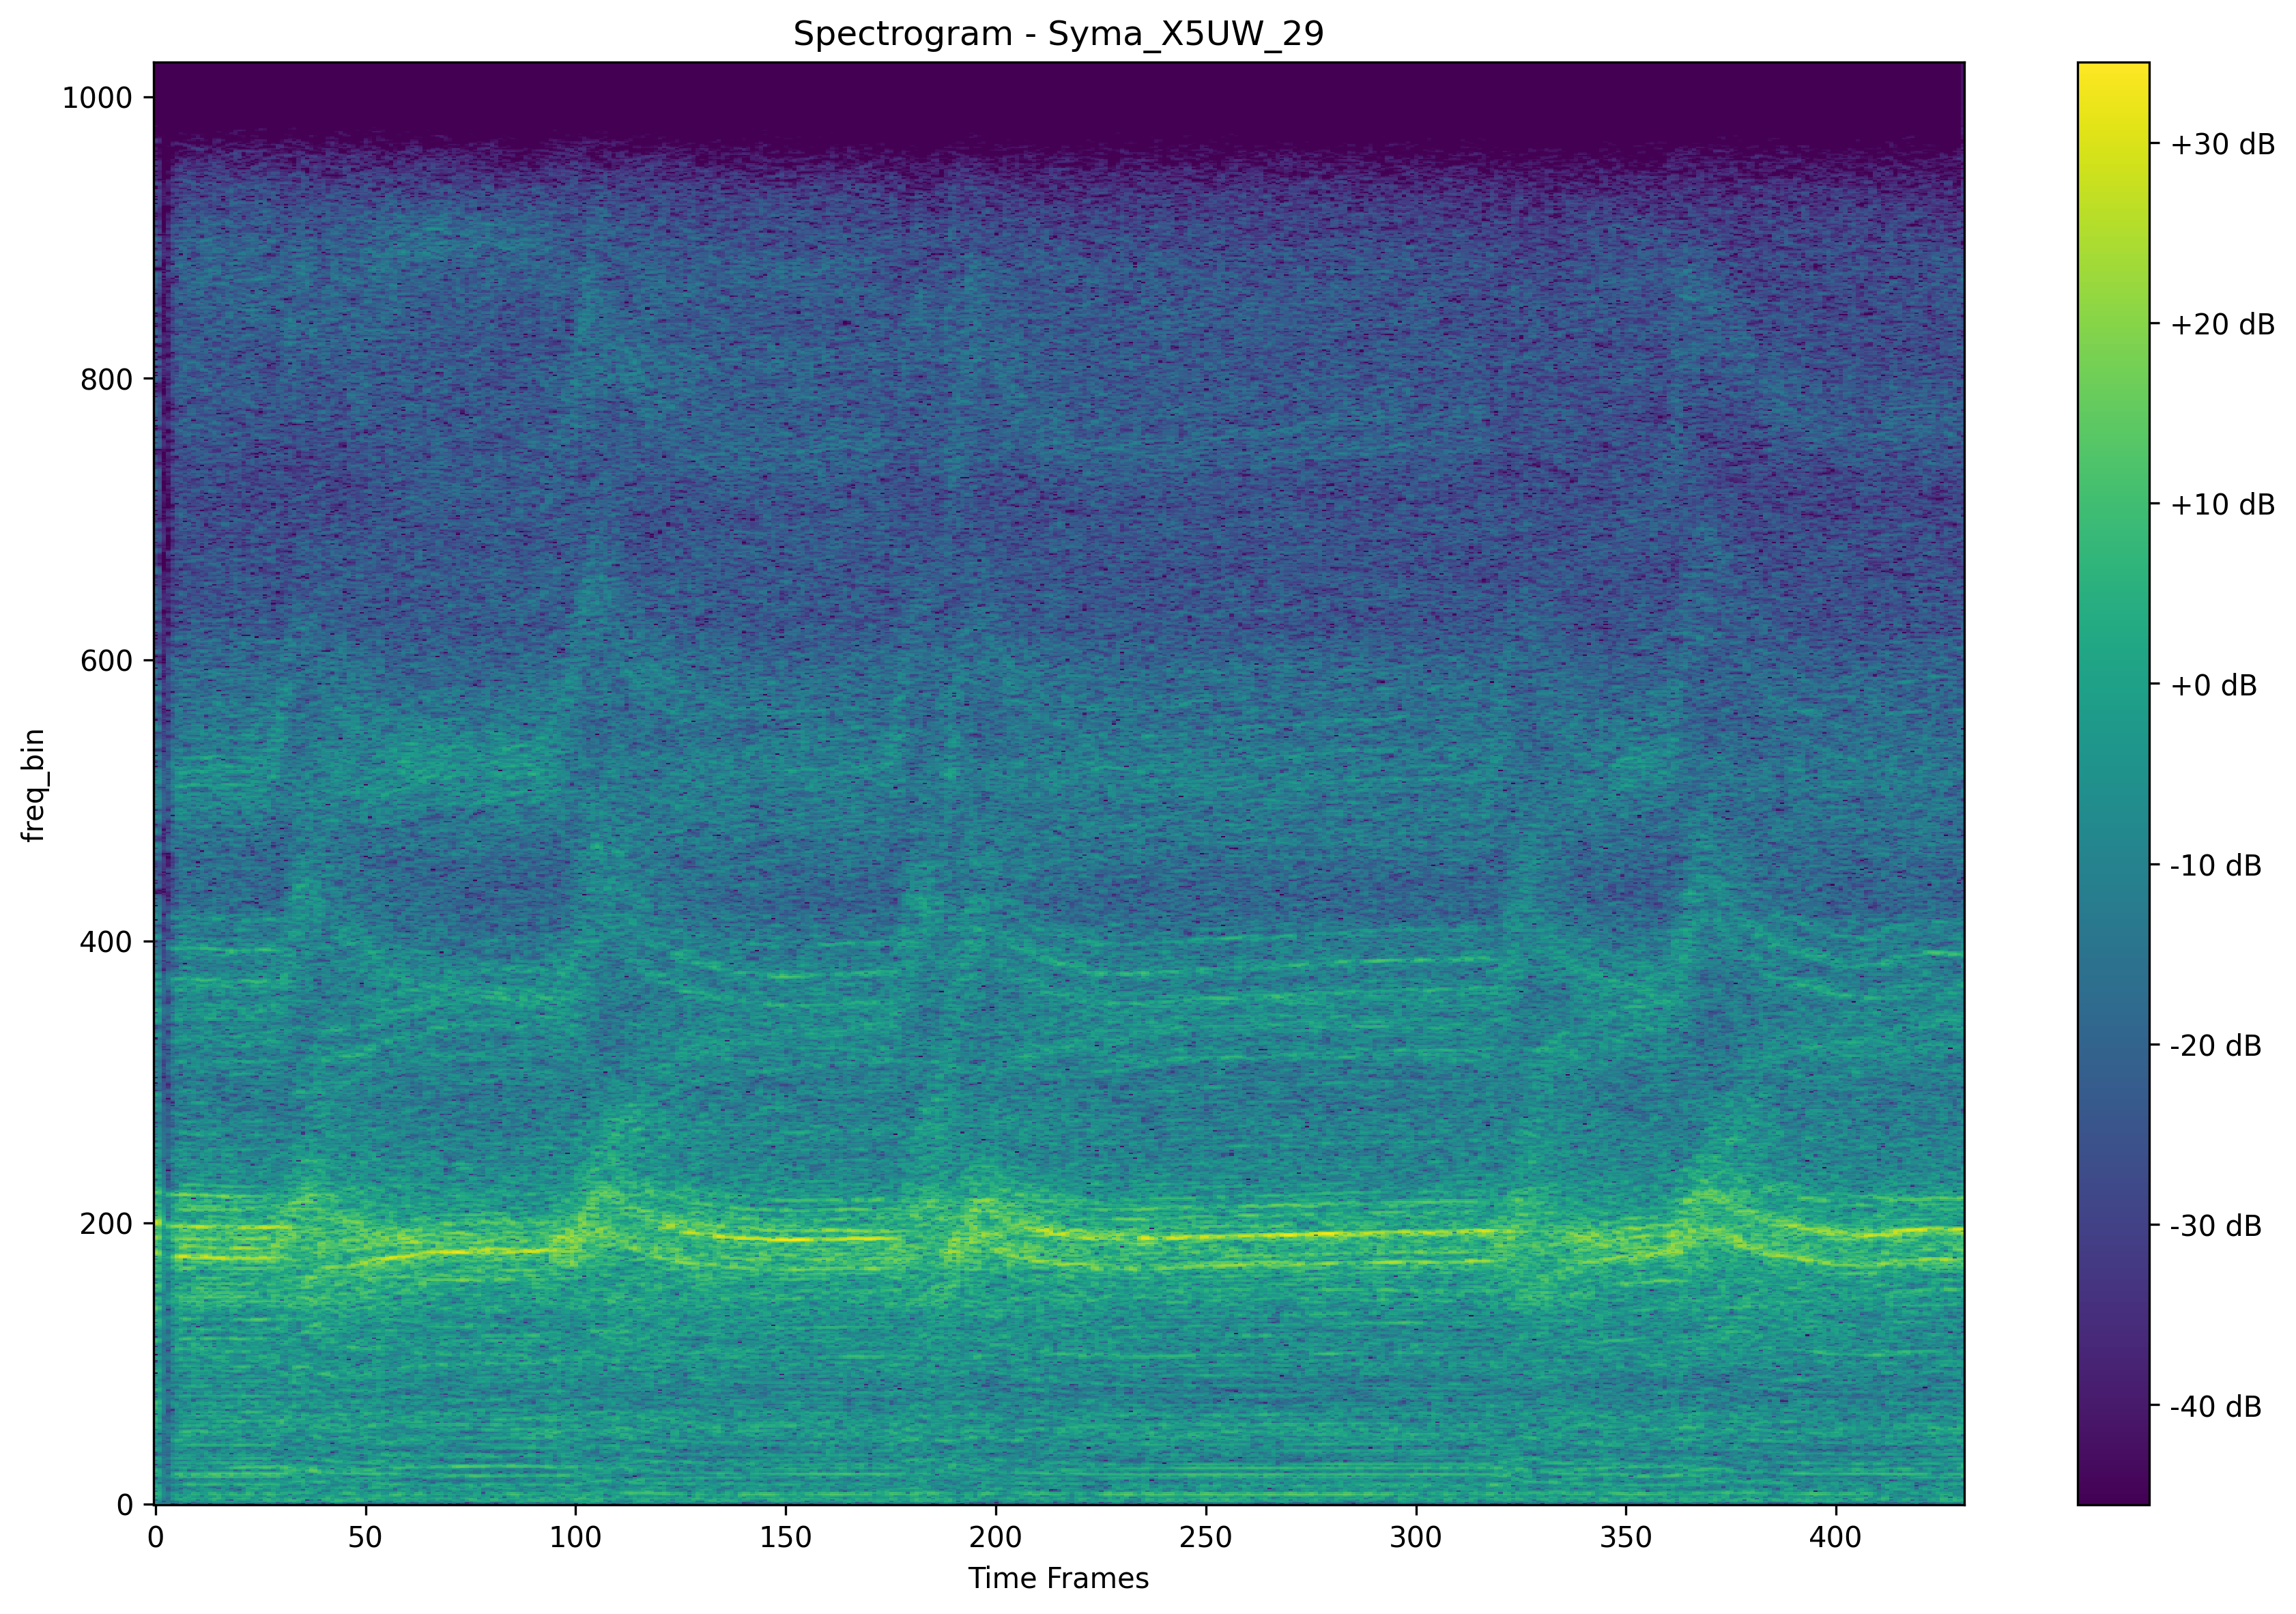 Spectrogram - Syma_X5UW_29
1000
800
600
400
200
0
freq_bin
0 50 100 150 200 250 300 350 400
Time Frames
+30 dB
+20 dB
+10 dB
+0 dB
-10 dB
-20 dB
-30 dB
-40 dB